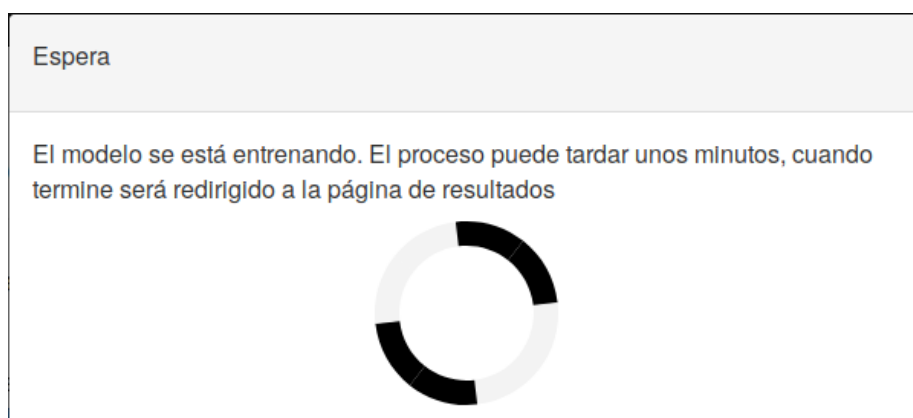 Espera
El modelo se está entrenando. El proceso puede tardar unos minutos, cuando
termine será redirigido a la página de resultados